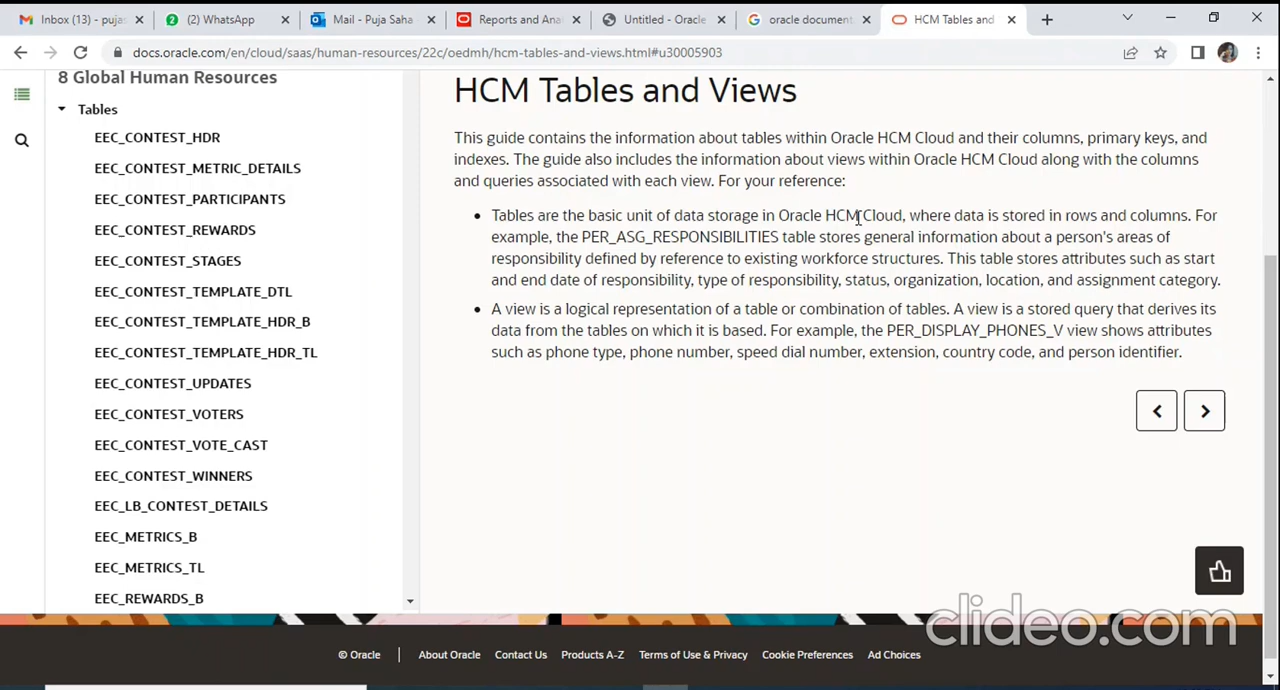 Inbox (13) - pujas
(2) WhatsApp
Mail - Puja Saha
Reports and Ana
Untitled - Oracle
oracle document
HCM Tables and
docs.oracle.com/en/cloud/saas/human-resources/22c/oedmh/hcm-tables-and-views.html#u30005903
8 Global Human Resources
Tables
EEC_CONTEST_HDR
EEC_CONTEST_METRIC_DETAILS
EEC_CONTEST_PARTICIPANTS
EEC_CONTEST_REWARDS
EEC_CONTEST_STAGES
EEC_CONTEST_TEMPLATE_DTL
EEC_CONTEST_TEMPLATE_HDR_B
EEC_CONTEST_TEMPLATE_HDR_TL
EEC_CONTEST_UPDATES
EEC_CONTEST_VOTERS
EEC_CONTEST_VOTE_CAST
EEC_CONTEST_WINNERS
EEC_LB_CONTEST_DETAILS
EEC_METRICS_B
EEC_METRICS_TL
EEC_REWARDS_B
HCM Tables and Views
This guide contains the information about tables within Oracle HCM Cloud and their columns, primary keys, and
indexes. The guide also includes the information about views within Oracle HCM Cloud along with the columns
and queries associated with each view. For your reference:
• Tables are the basic unit of data storage in Oracle HCM Cloud, where data is stored in rows and columns. For
example, the PER_ASG_RESPONSIBILITIES table stores general information about a person's areas of
responsibility defined by reference to existing workforce structures. This table stores attributes such as start
and end date of responsibility, type of responsibility, status, organization, location, and assignment category.
• A view is a logical representation of a table or combination of tables. A view is a stored query that derives its
data from the tables on which it is based. For example, the PER_DISPLAY_PHONES_V view shows attributes
such as phone type, phone number, speed dial number, extension, country code, and person identifier.
clideo.com
© Oracle
About Oracle
Contact Us
Products A-Z
Terms of Use & Privacy
Cookie Preferences
Ad Choices